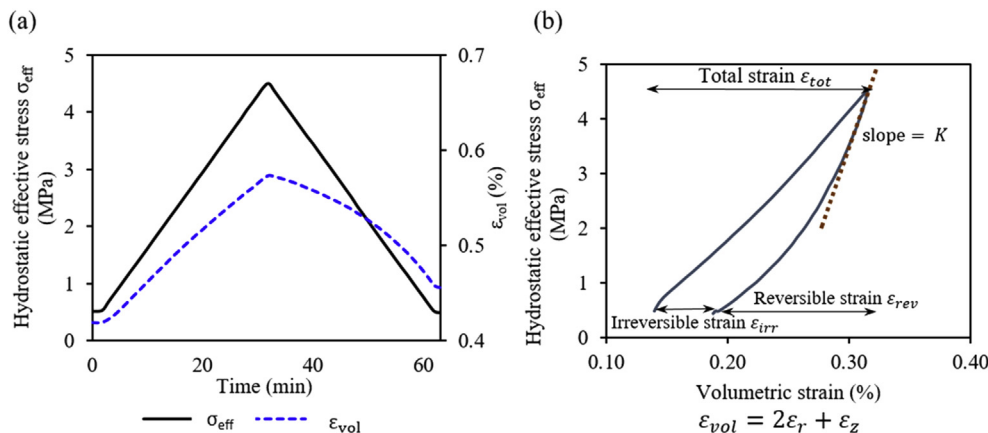 (a)
Hydrostatic effective stress σeff
(MPa)
5
4
3
2
1
0
0.7
0.6
0.5
0.4
εvol (%)
0
20
40
60
Time (min)
σeff
εvol
(b)
Hydrostatic effective stress σeff
(MPa)
5
4
3
2
1
0
Total strain εtot
slope = K
Reversible strain εrev
Irreversible strain εirr
0.10
0.20
0.30
0.40
Volumetric strain (%)
εvol = 2εr + εz